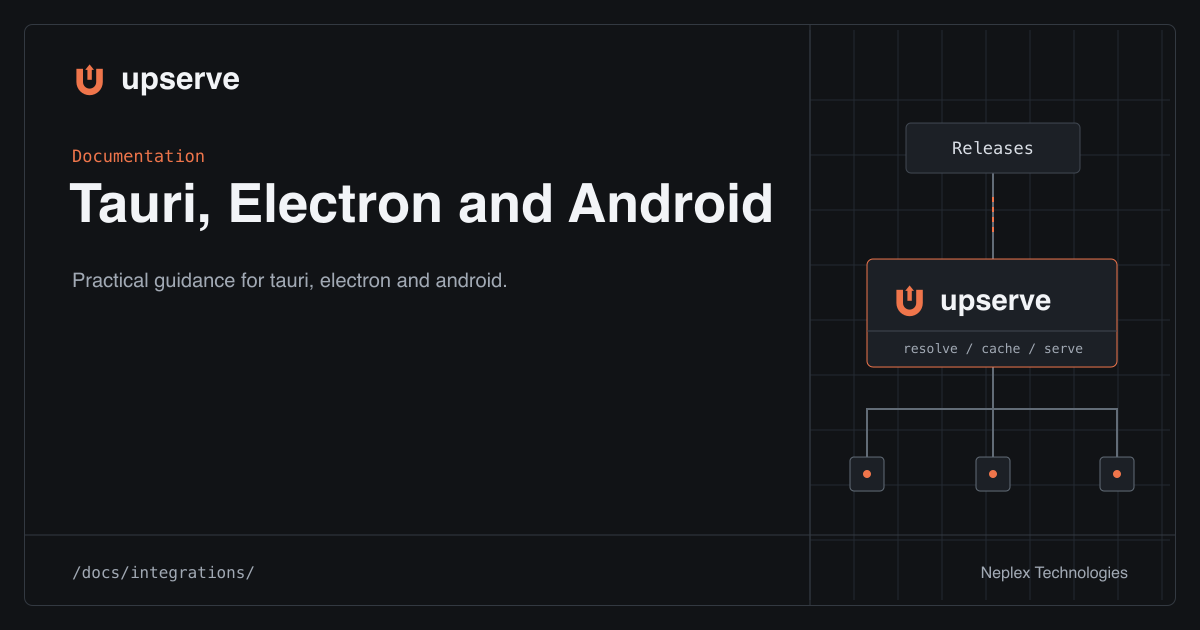 upserve
Documentation
Tauri, Electron and Android
Practical guidance for tauri, electron and android.
Releases
upserve
resolve / cache / serve
/docs/integrations/
Neplex Technologies